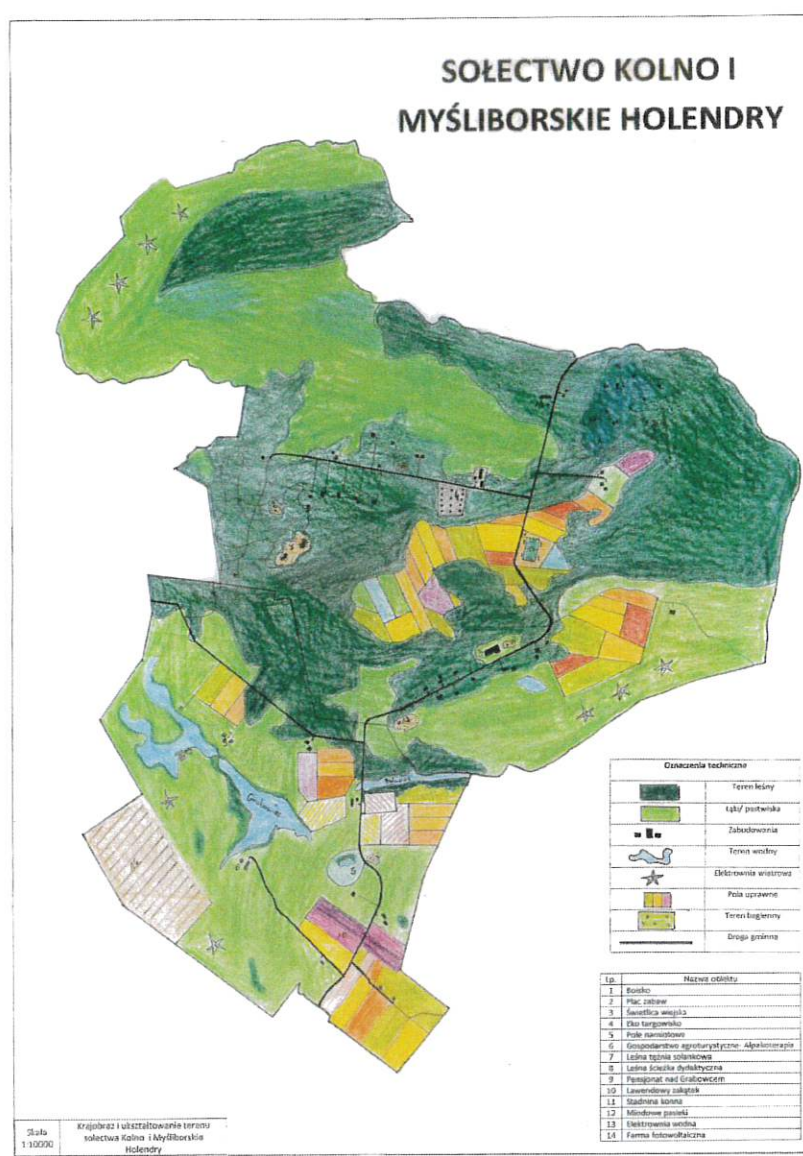 SOŁECTWO KOLNO I
MYŚLIBORSKIE HOLENDRY
Oznaczenia techniczne
Teren leśny
Łąki/ pastwiska
Zabudowania
Teren wodny
Elektrownia wiatrowa
Pola uprawne
Teren bagienny
Droga gminna
Lp. Nazwa obiektu
1 Boisko
2 Plac zabaw
3 Świetlica wiejska
4 Eko targowisko
5 Pole namiotowe
6 Gospodarstwo agroturystyczne- Alpakoterapia
7 Leśna tężnia solankowa
8 Leśna ścieżka dydaktyczna
9 Pensjonat nad Grabowcem
10 Lawendowy zakątek
11 Stadnina konna
12 Miodowe pasieki
13 Elektrownia wodna
14 Farma fotowoltaiczna
Skala
1:10000
Krajobraz i ukształtowanie terenu
sołectwa Kolno i Myśliborskie
Holendry